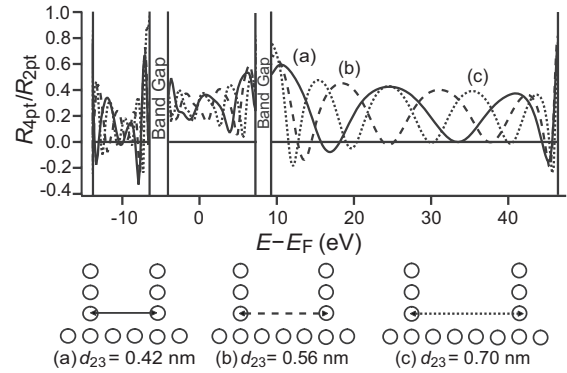 R4pt/R2pt
1.0
0.8
0.6
0.4
0.2
0.0
-0.2
-0.4
Band Gap
Band Gap
(a)
(b)
(c)
-10
0
10
20
30
40
E−EF (eV)
(a) d23 = 0.42 nm
(b) d23 = 0.56 nm
(c) d23 = 0.70 nm